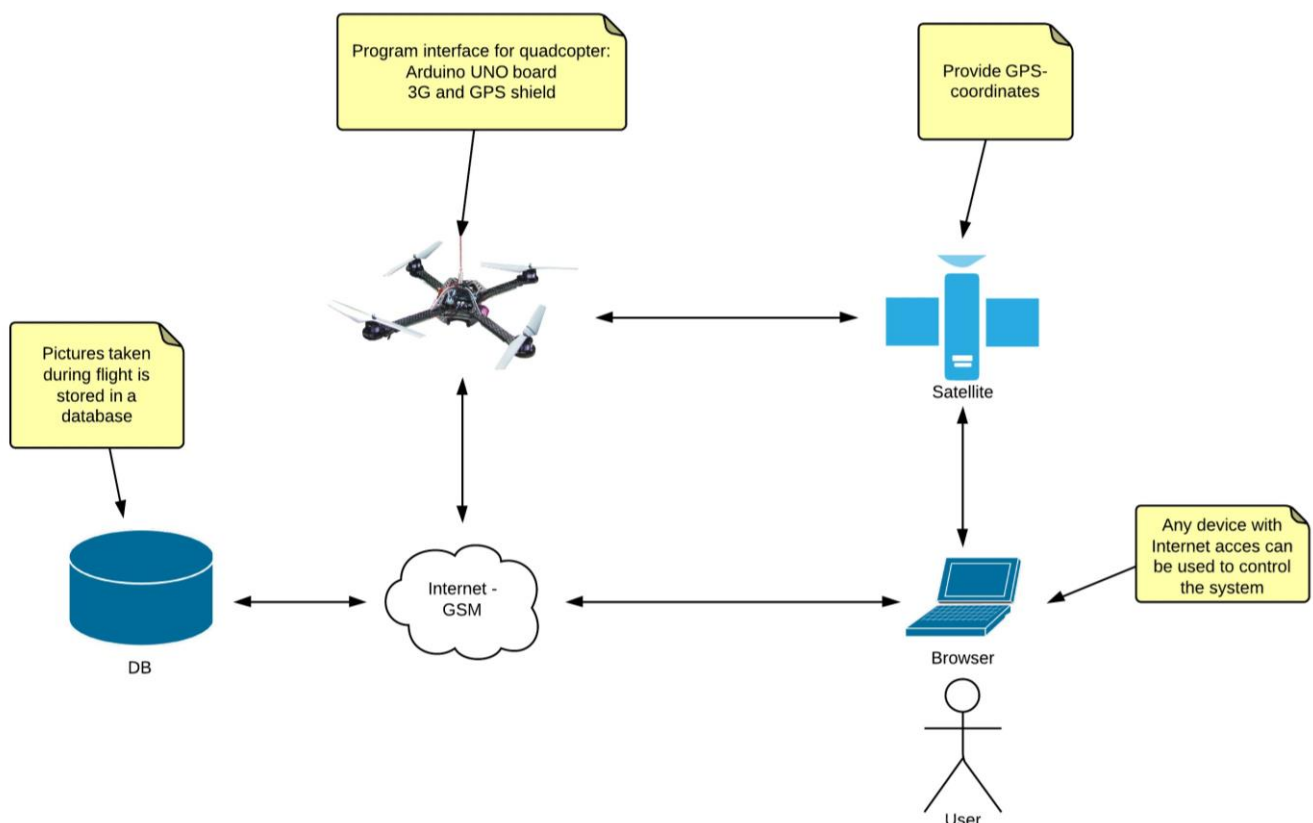 Program interface for quadcopter:
Arduino UNO board
3G and GPS shield
Provide GPS-
coordinates
Pictures taken
during flight is
stored in a
database
Satellite
Any device with
Internet acces can
be used to control
the system
Internet -
GSM
DB
Browser
User